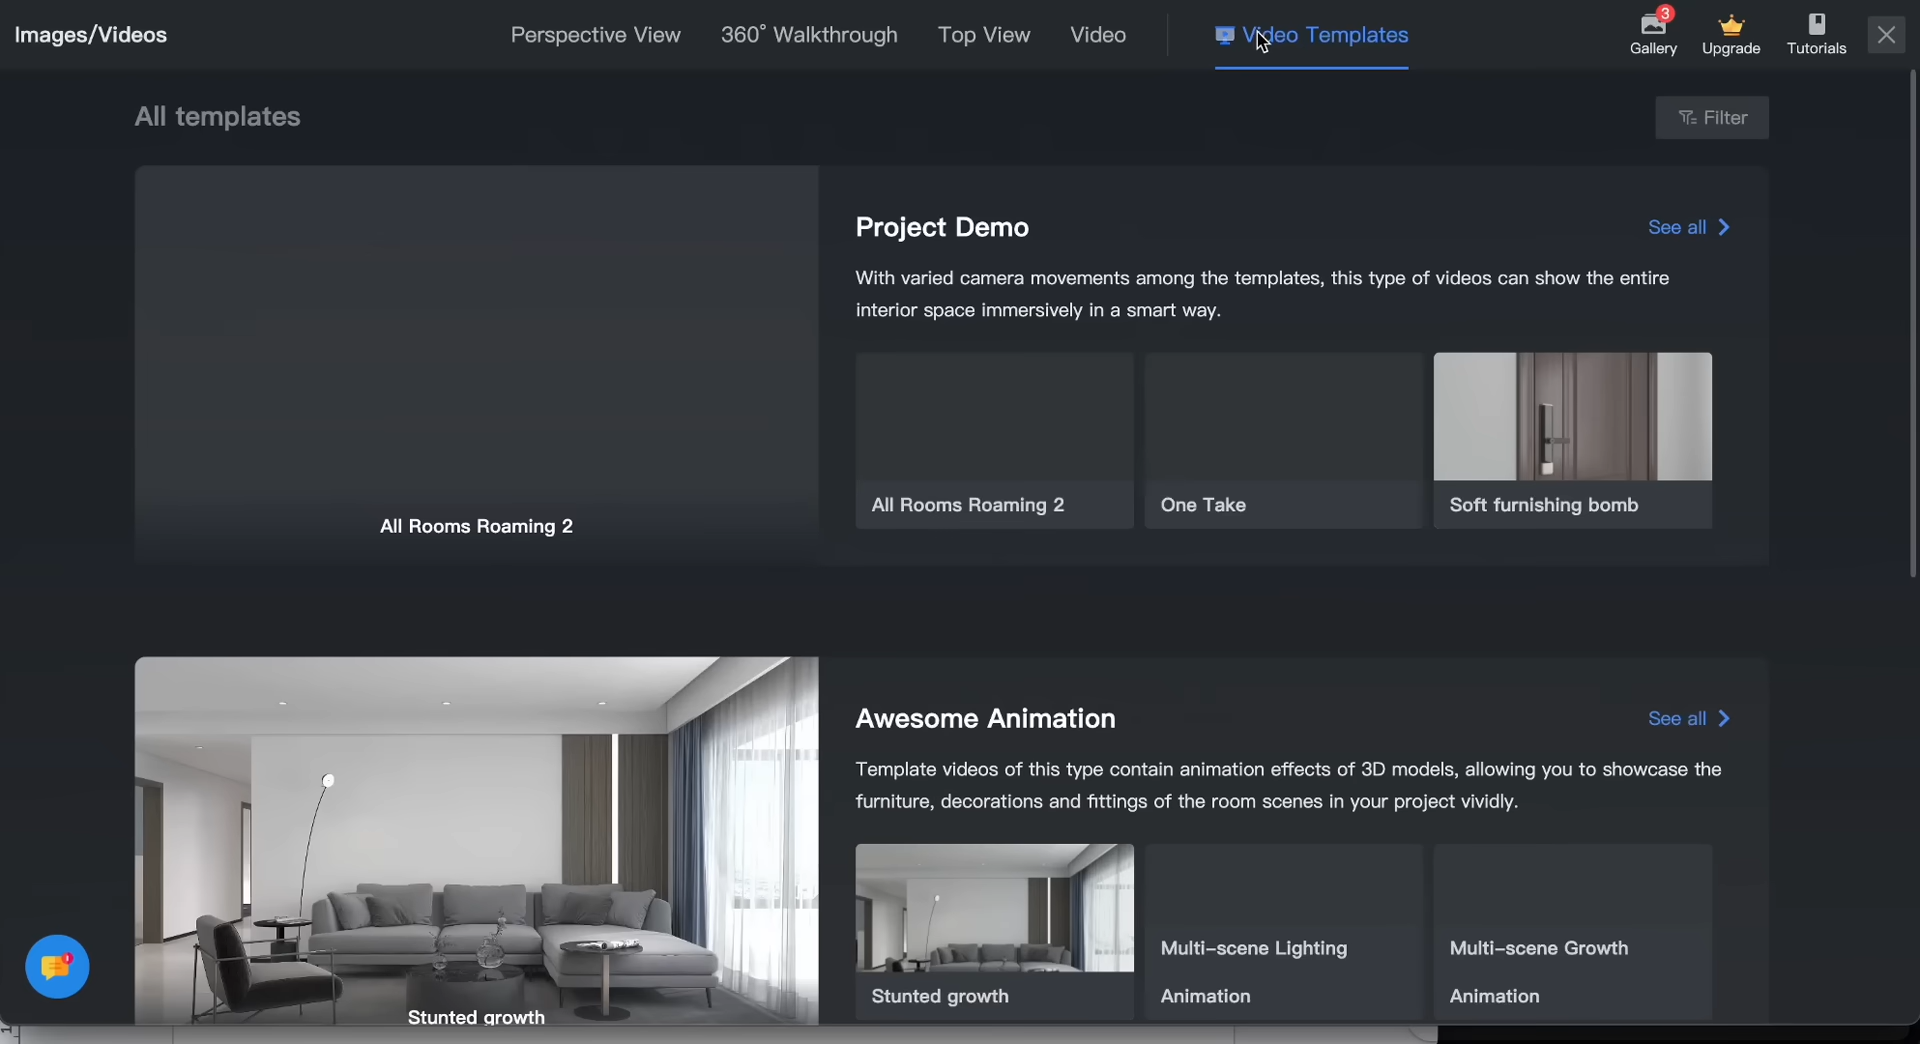 Images/Videos
Perspective View
360° Walkthrough
Top View
Video
Video Templates
3
Gallery
Upgrade
Tutorials
All templates
Filter
All Rooms Roaming 2
Project Demo
See all
With varied camera movements among the templates, this type of videos can show the entire
interior space immersively in a smart way.
All Rooms Roaming 2
One Take
Soft furnishing bomb
Stunted growth
Awesome Animation
See all
Template videos of this type contain animation effects of 3D models, allowing you to showcase the
furniture, decorations and fittings of the room scenes in your project vividly.
Stunted growth
Multi-scene Lighting
Animation
Multi-scene Growth
Animation